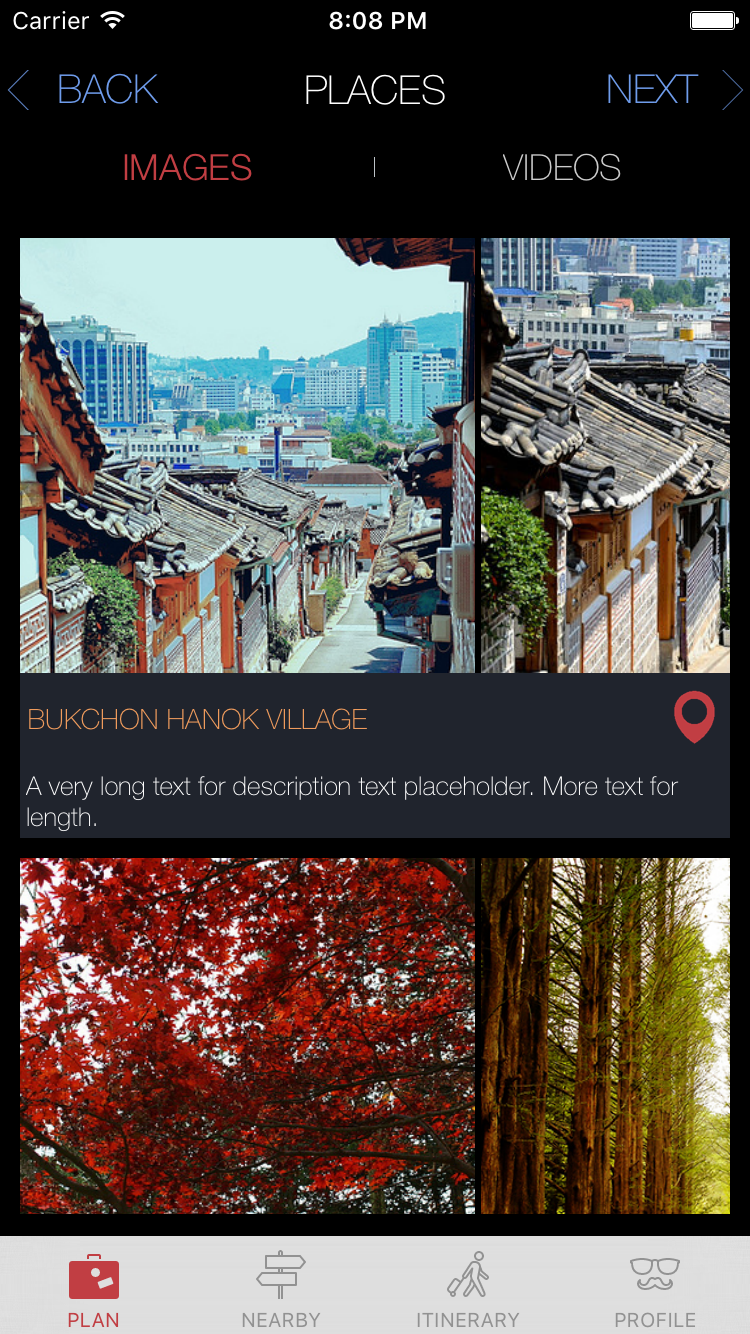 Carrier 8:08 PM
BACK PLACES NEXT
IMAGES | VIDEOS
BUKCHON HANOK VILLAGE
A very long text for description text placeholder. More text for
length.
PLAN NEARBY ITINERARY PROFILE